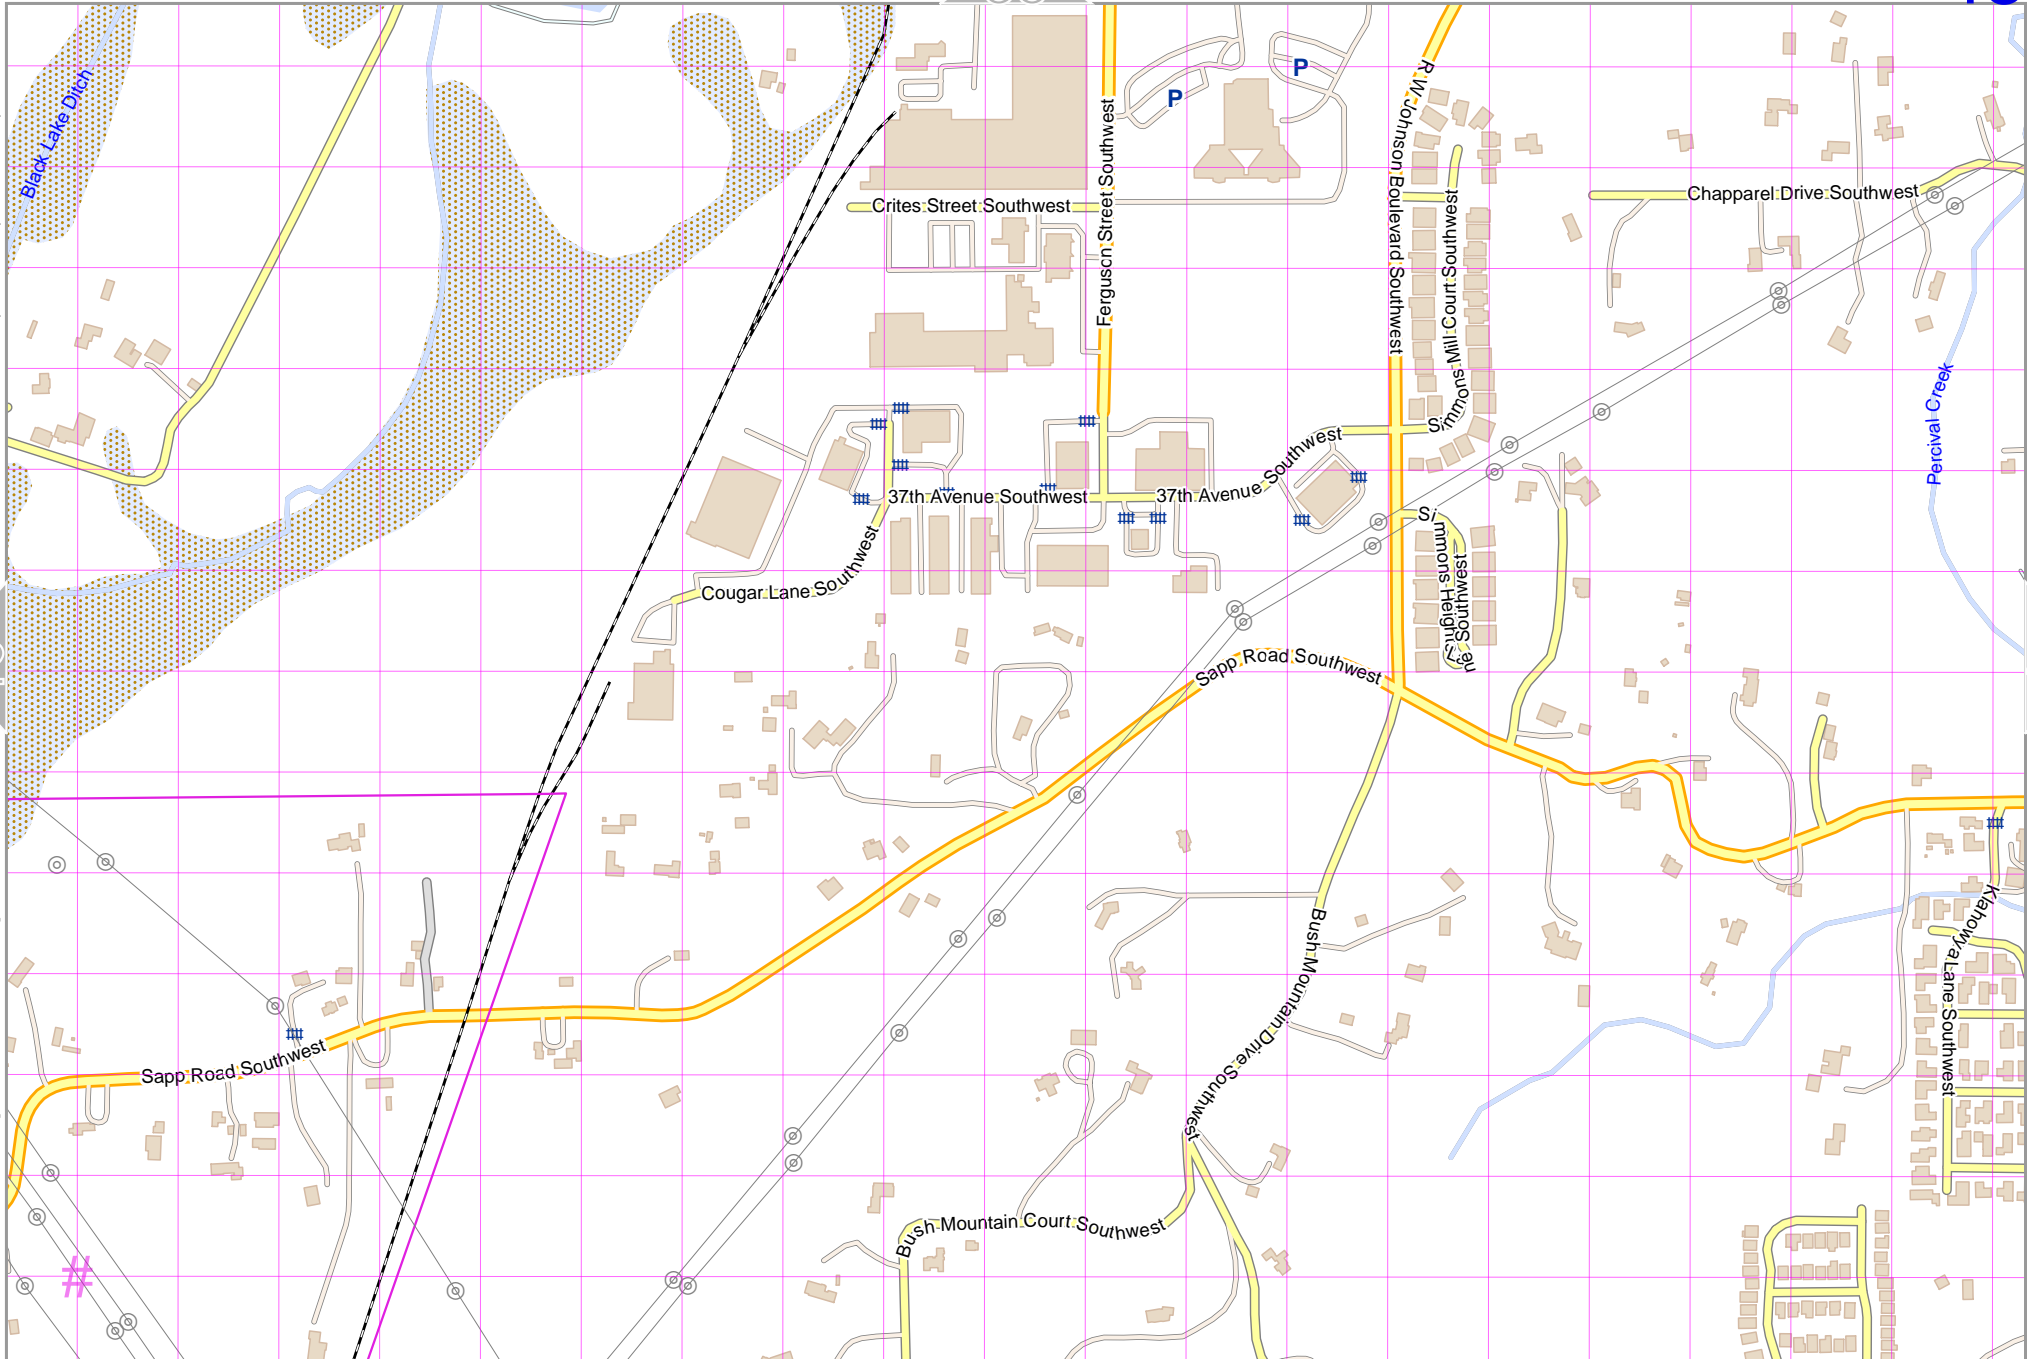 P
P
Black Lake Ditch
R W Johnson Boulevard Southwest
Ferguson Street Southwest
Crites Street Southwest
Chapparel Drive Southwest
Simmons Mill Court Southwest
Percival Creek
37th Avenue Southwest
37th Avenue Southwest
Cougar Lane Southwest
Simmons Heights Lane Southwest
Sapp Road Southwest
Klahowya Lane Southwest
Bush Mountain Drive Southwest
Sapp Road Southwest
Bush Mountain Court Southwest
#